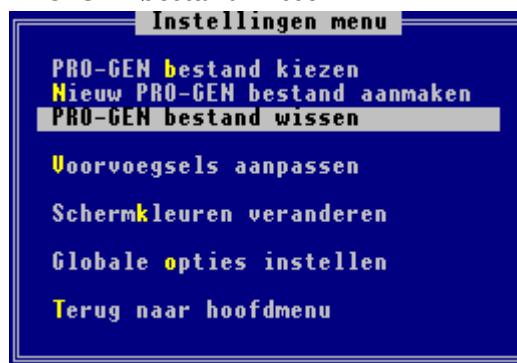 Instellingen menu
PRO-GEN bestand kiezen
Nieuw PRO-GEN bestand aanmaken
PRO-GEN bestand wissen
Voorvoegsels aanpassen
Schermkleuren veranderen
Globale opties instellen
Terug naar hoofdmenu